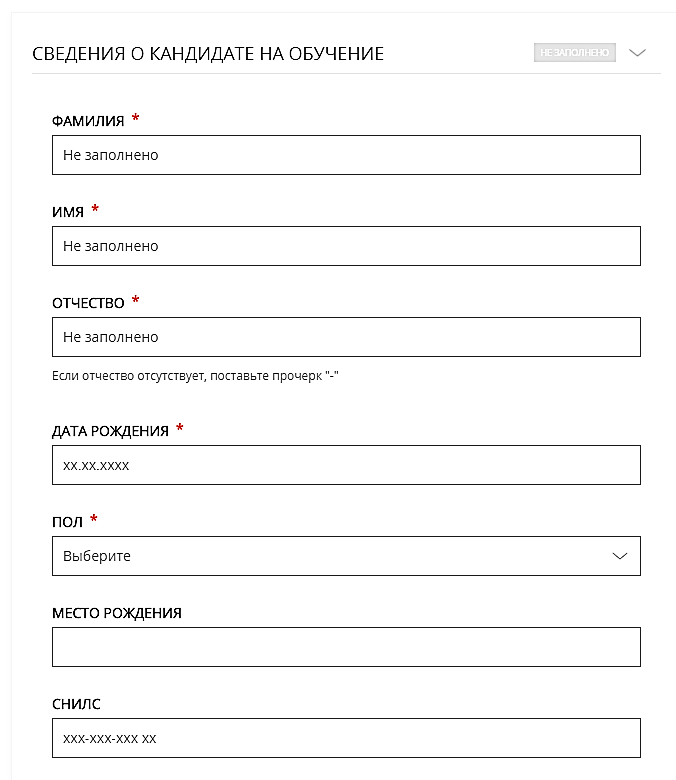 СВЕДЕНИЯ О КАНДИДАТЕ НА ОБУЧЕНИЕ НЕ ЗАПОЛНЕНО
ФАМИЛИЯ *
Не заполнено
ИМЯ *
Не заполнено
ОТЧЕСТВО *
Не заполнено
Если отчество отсутствует, поставьте прочерк "-"
ДАТА РОЖДЕНИЯ *
xx.xx.xxxx
ПОЛ *
Выберите
МЕСТО РОЖДЕНИЯ
СНИЛС
xxx-xxx-xxx xx